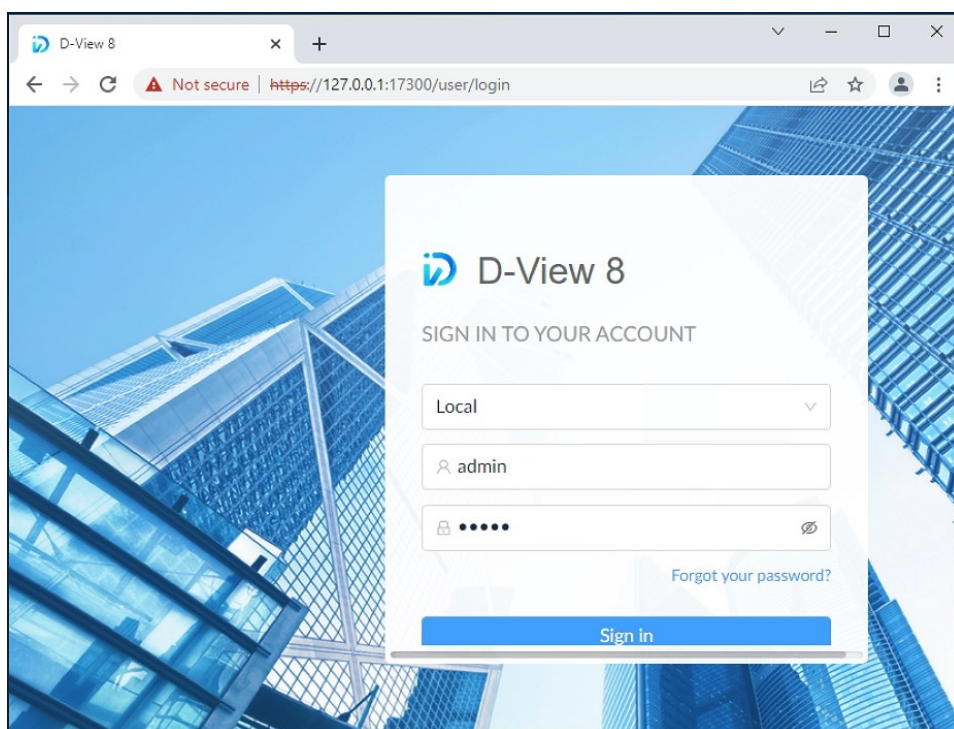 D-View 8
Not secure | https://127.0.0.1:17300/user/login
D-View 8
SIGN IN TO YOUR ACCOUNT
Local
admin
•••••
Forgot your password?
Sign in